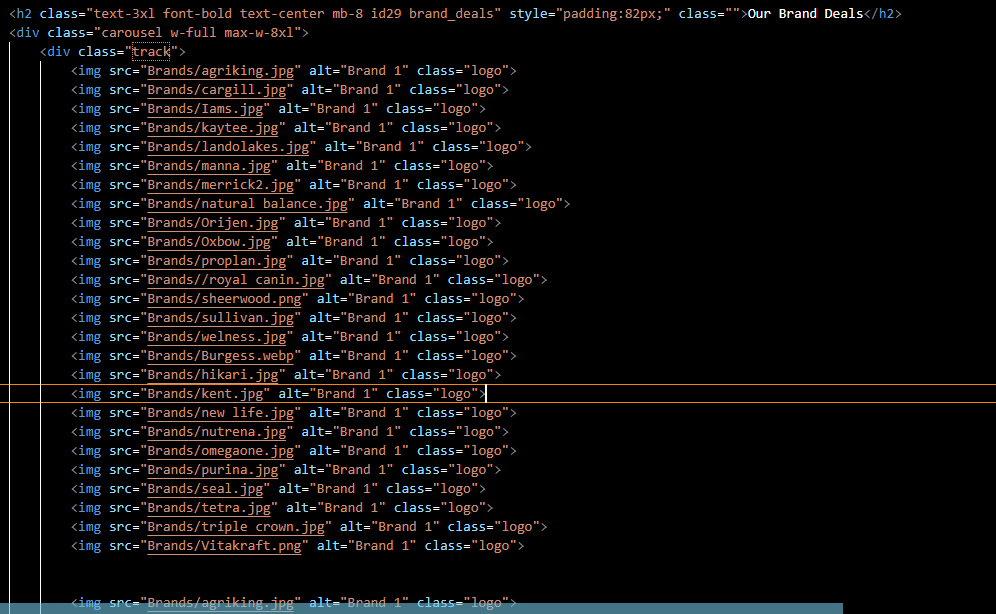 <h2 class="text-3xl font-bold text-center mb-8 id29 brand_deals" style="padding:82px;" class="">Our Brand Deals</h2>
<div class="carousel w-full max-w-8xl">
<div class="track">
<img src="Brands/agriking.jpg" alt="Brand 1" class="logo">
<img src="Brands/cargill.jpg" alt="Brand 1" class="logo">
<img src="Brands/Iams.jpg" alt="Brand 1" class="logo">
<img src="Brands/kaytee.jpg" alt="Brand 1" class="logo">
<img src="Brands/landolakes.jpg" alt="Brand 1" class="logo">
<img src="Brands/manna.jpg" alt="Brand 1" class="logo">
<img src="Brands/merrick2.jpg" alt="Brand 1" class="logo">
<img src="Brands/natural balance.jpg" alt="Brand 1" class="logo">
<img src="Brands/Orijen.jpg" alt="Brand 1" class="logo">
<img src="Brands/Oxbow.jpg" alt="Brand 1" class="logo">
<img src="Brands/proplan.jpg" alt="Brand 1" class="logo">
<img src="Brands//royal canin.jpg" alt="Brand 1" class="logo">
<img src="Brands/sheerwood.png" alt="Brand 1" class="logo">
<img src="Brands/sullivan.jpg" alt="Brand 1" class="logo">
<img src="Brands/welness.jpg" alt="Brand 1" class="logo">
<img src="Brands/Burgess.webp" alt="Brand 1" class="logo">
<img src="Brands/hikari.jpg" alt="Brand 1" class="logo">
<img src="Brands/kent.jpg" alt="Brand 1" class="logo">
<img src="Brands/new life.jpg" alt="Brand 1" class="logo">
<img src="Brands/nutrena.jpg" alt="Brand 1" class="logo">
<img src="Brands/omegaone.jpg" alt="Brand 1" class="logo">
<img src="Brands/purina.jpg" alt="Brand 1" class="logo">
<img src="Brands/seal.jpg" alt="Brand 1" class="logo">
<img src="Brands/tetra.jpg" alt="Brand 1" class="logo">
<img src="Brands/triple crown.jpg" alt="Brand 1" class="logo">
<img src="Brands/Vitakraft.png" alt="Brand 1" class="logo">
<img src="Brands/agriking.jpg" alt="Brand 1" class="logo">